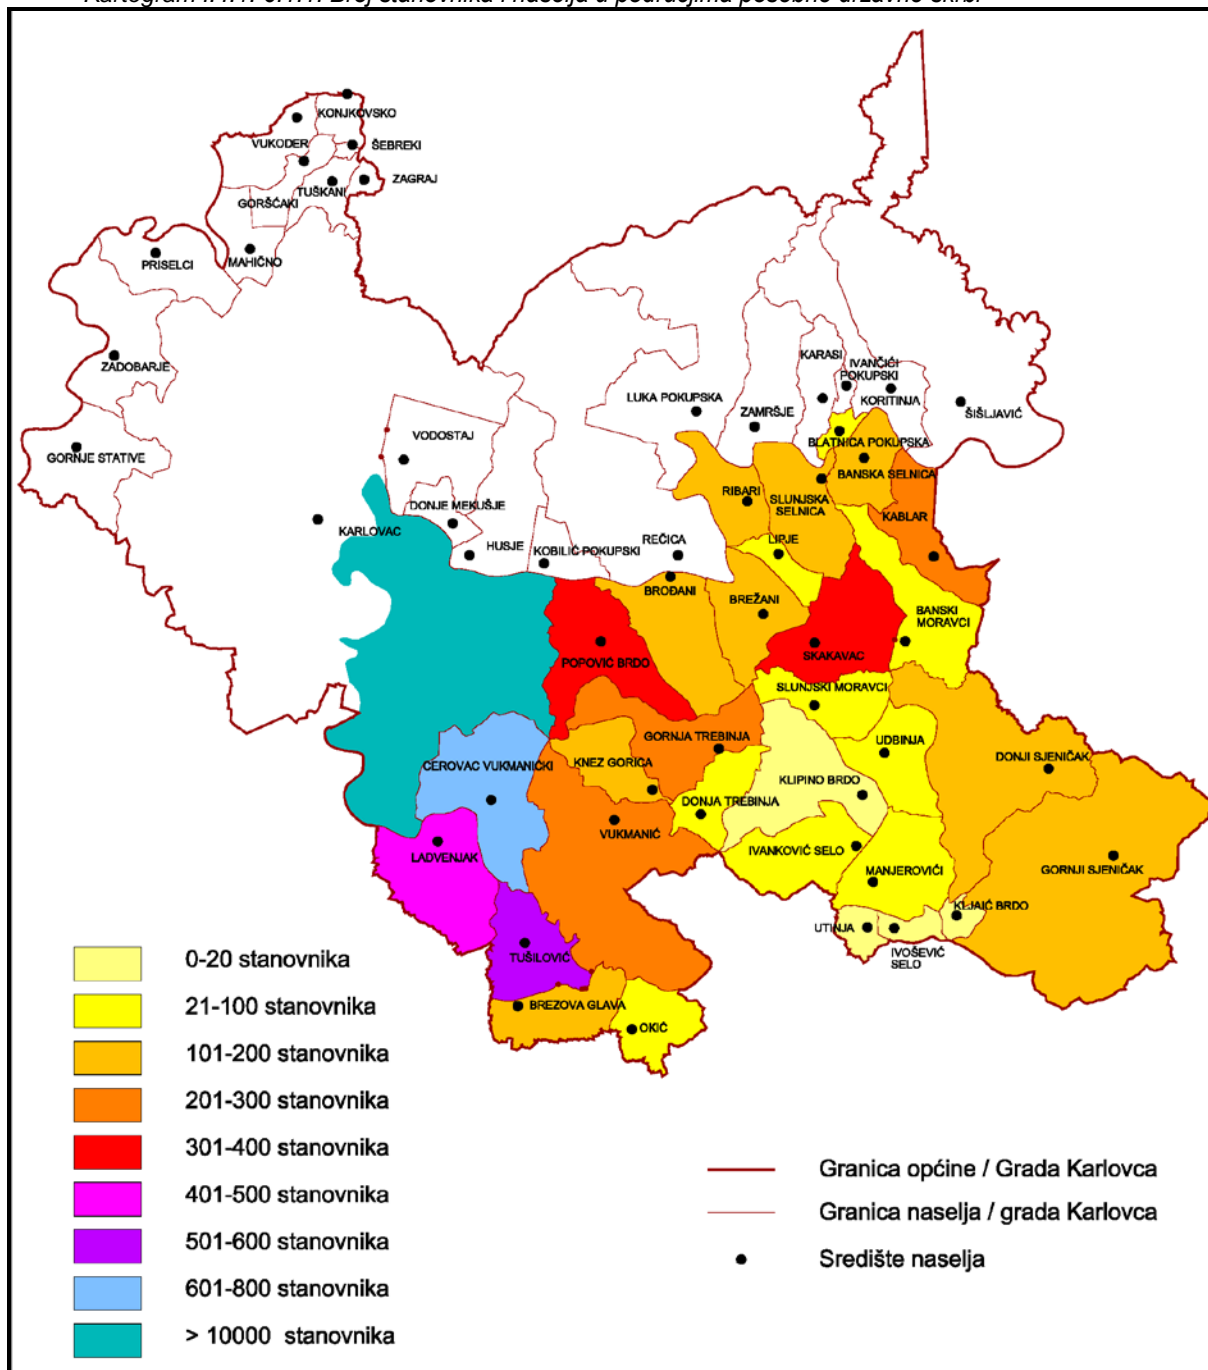 KONJKOVSKO
VUKODER
ŠEBREKI
TUŠKANI
ZAGRAJ
GORŠĆAKI
MAHIČNO
PRISELCI
ZADOBARJE
GORNJE STATIVE
KARLOVAC
VODOSTAJ
DONJE MEKUŠJE
HUSJE
KOBILIĆ POKUPSKI
REČICA
LUKA POKUPSKA
ZAMRŠJE
KARASI
IVANČIĆI
POKUPSKI
KORITINJA
ŠIŠLJAVIĆ
BLATNICA POKUPSKA
BANSKA SELNICA
RIBARI
SLUNJSKA
SELNICA
KABLAR
LIPJE
BROĐANI
BREŽANI
BANSKI
MORAVCI
POPOVIĆ BRDO
SKAKAVAC
SLUNJSKI MORAVCI
GORNJA TREBINJA
UDBINJA
DONJI SJENIČAK
CEROVAC VUKMANIĆKI
KNEZ GORICA
KLIPINO BRDO
DONJA TREBINJA
VUKMANIĆ
LADVENJAK
IVANKOVIĆ SELO
MANJEROVIĆI
GORNJI SJENIČAK
KLJAIĆ BRDO
UTINJA
IVOŠEVIĆ
SELO
TUŠILOVIĆ
BREZOVA GLAVA
OKIĆ
0-20 stanovnika
21-100 stanovnika
101-200 stanovnika
201-300 stanovnika
301-400 stanovnika
401-500 stanovnika
501-600 stanovnika
601-800 stanovnika
> 10000 stanovnika
Granica općine / Grada Karlovca
Granica naselja / grada Karlovca
Središte naselja